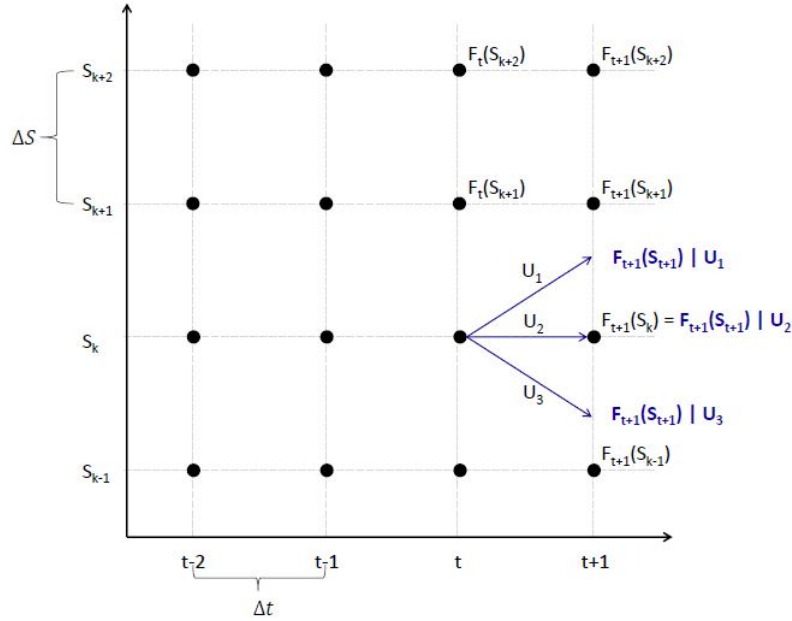 S_{k+2}
F_t(S_{k+2})
F_{t+1}(S_{k+2})
ΔS
S_{k+1}
F_t(S_{k+1})
F_{t+1}(S_{k+1})
U_1
F_{t+1}(S_{t+1}) | U_1
S_k
U_2
F_{t+1}(S_k) = F_{t+1}(S_{t+1}) | U_2
U_3
F_{t+1}(S_{t+1}) | U_3
S_{k-1}
F_{t+1}(S_{k-1})
t-2
t-1
t
t+1
Δt